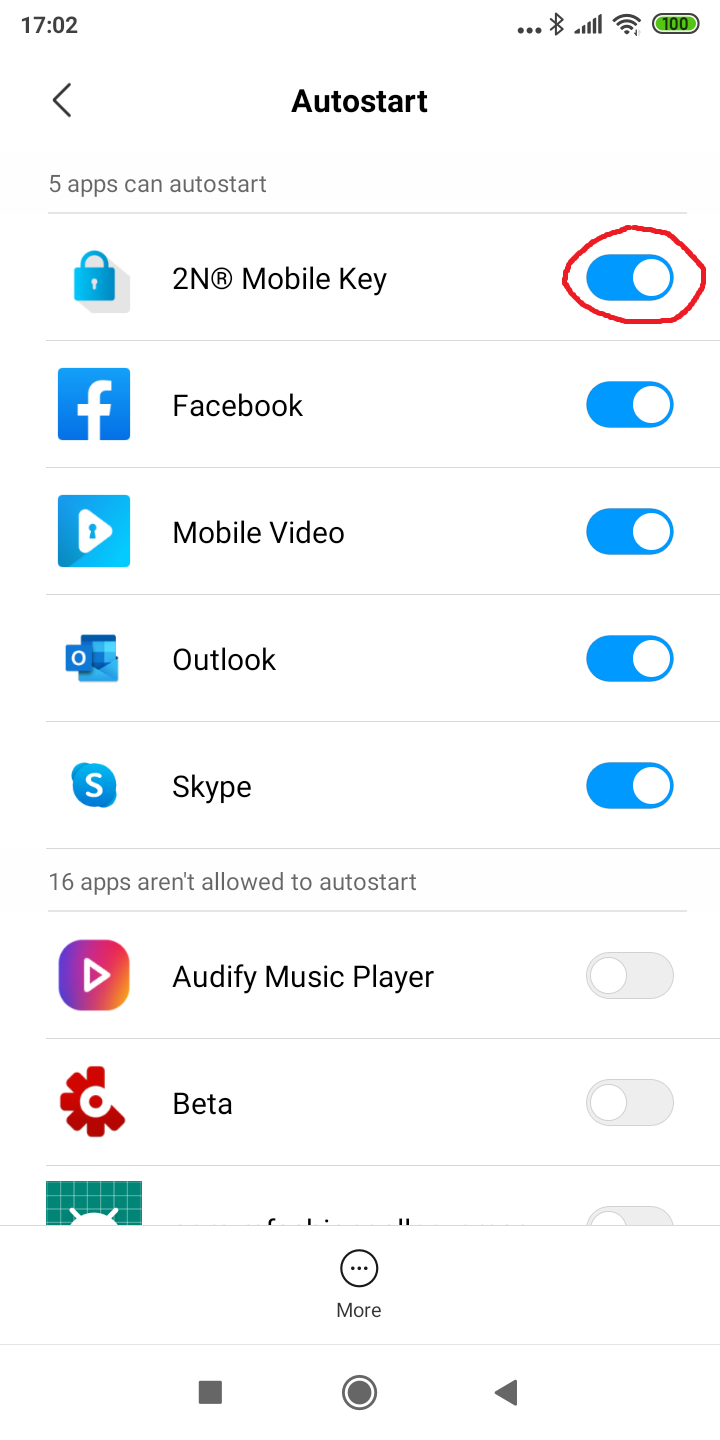 17:02
100
Autostart
5 apps can autostart
2N® Mobile Key
Facebook
Mobile Video
Outlook
Skype
16 apps aren't allowed to autostart
Audify Music Player
Beta
More